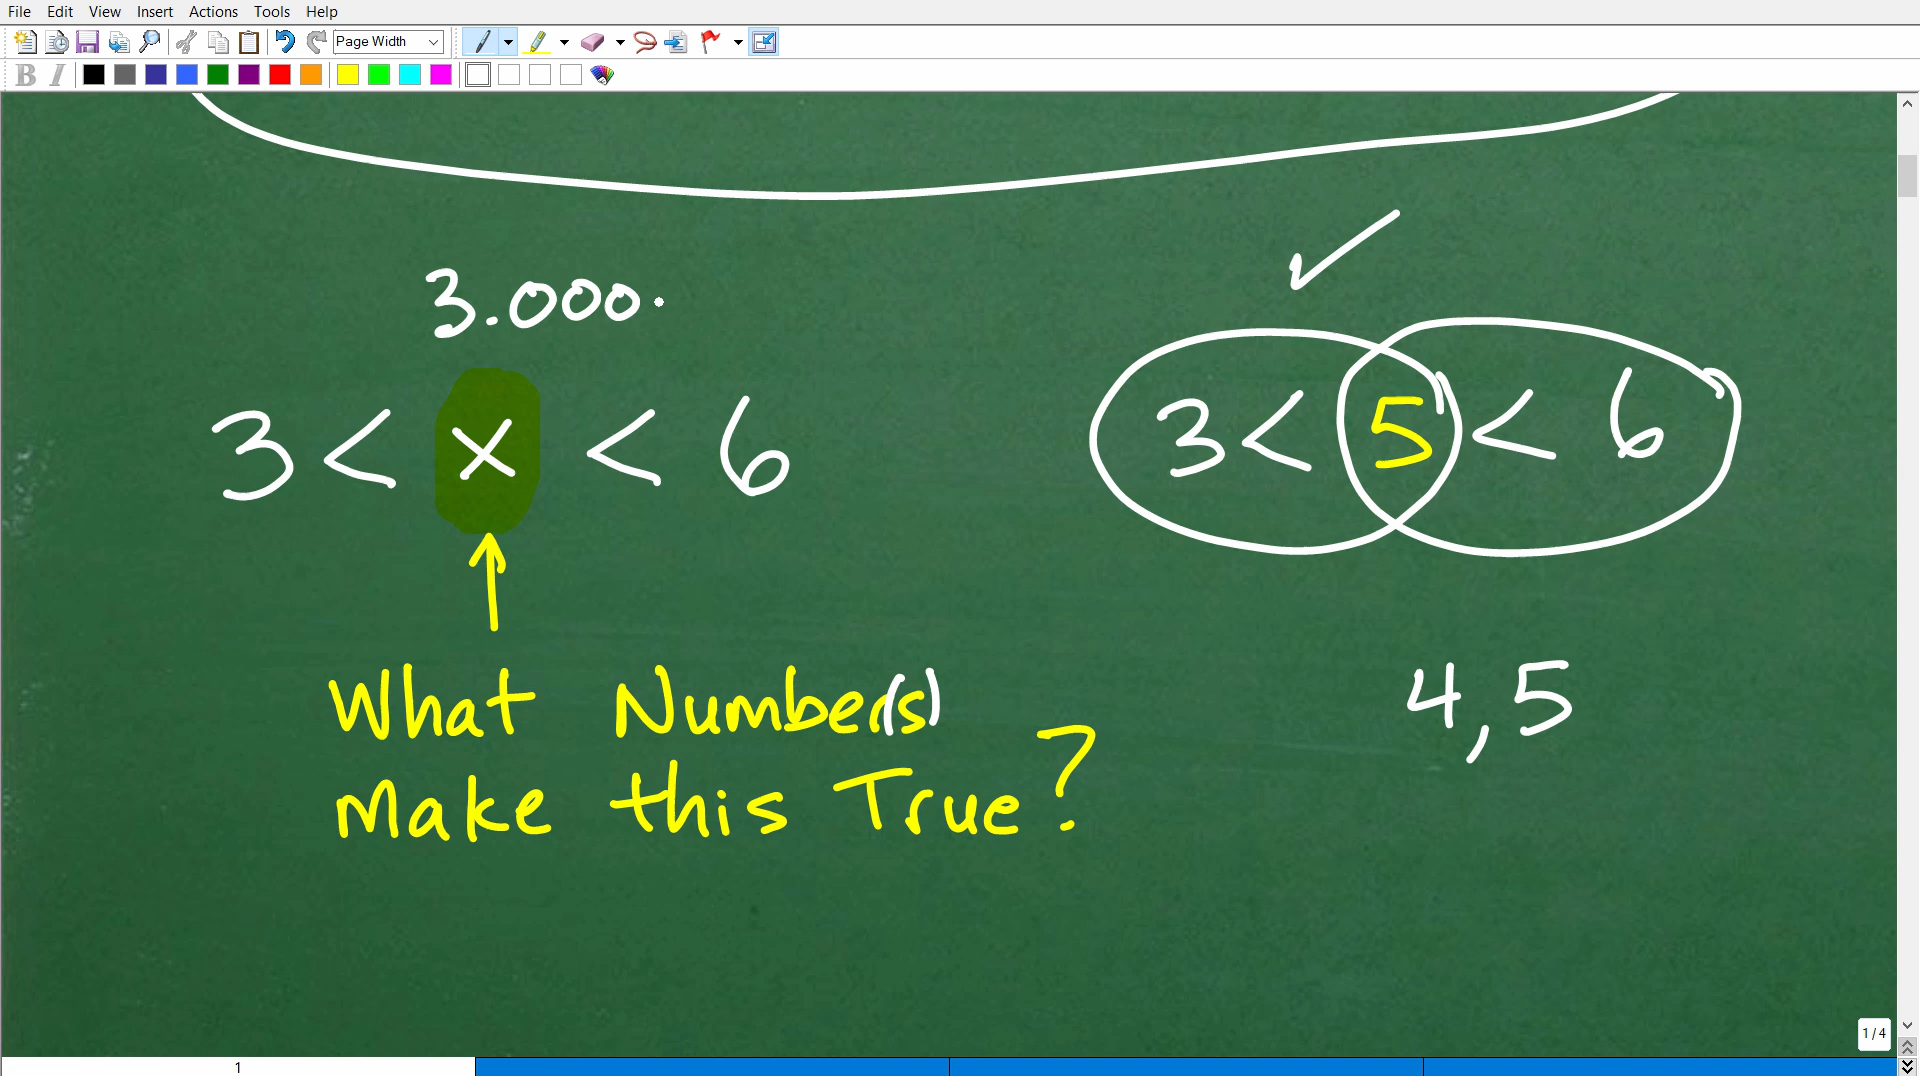 File Edit View Insert Actions Tools Help
Page Width
B I
3.000
3 < x < 6
3 < 5 < 6
What Number(s)
Make this True?
4, 5
1 / 4
1